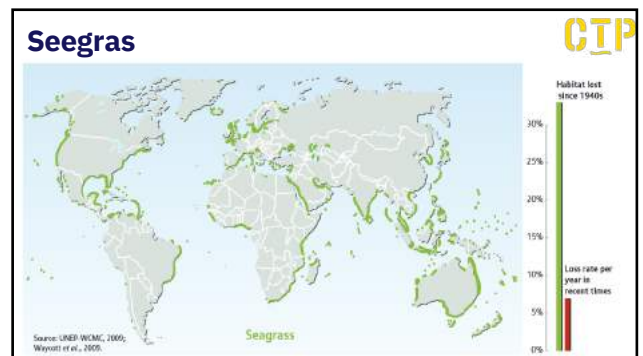 Seegras
CTP
Habitat lost
since 1940s
30%
25%
20%
15%
10%
Loss rate per
year in
recent times
5%
0%
Seagrass
Source: UNEP-WCMC, 2009;
Waycott et al., 2009.